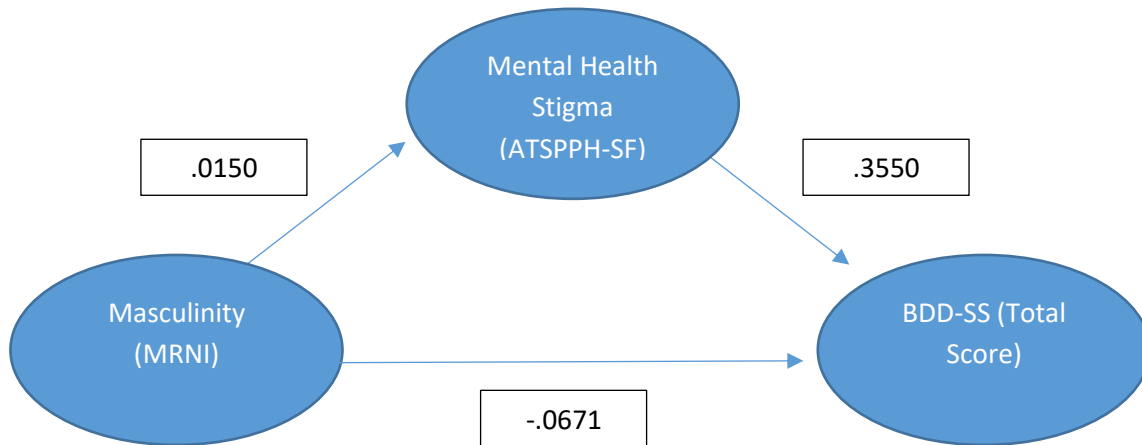 Mental Health
Stigma
(ATSPPH-SF)
.0150
.3550
Masculinity
(MRNI)
BDD-SS (Total
Score)
-.0671